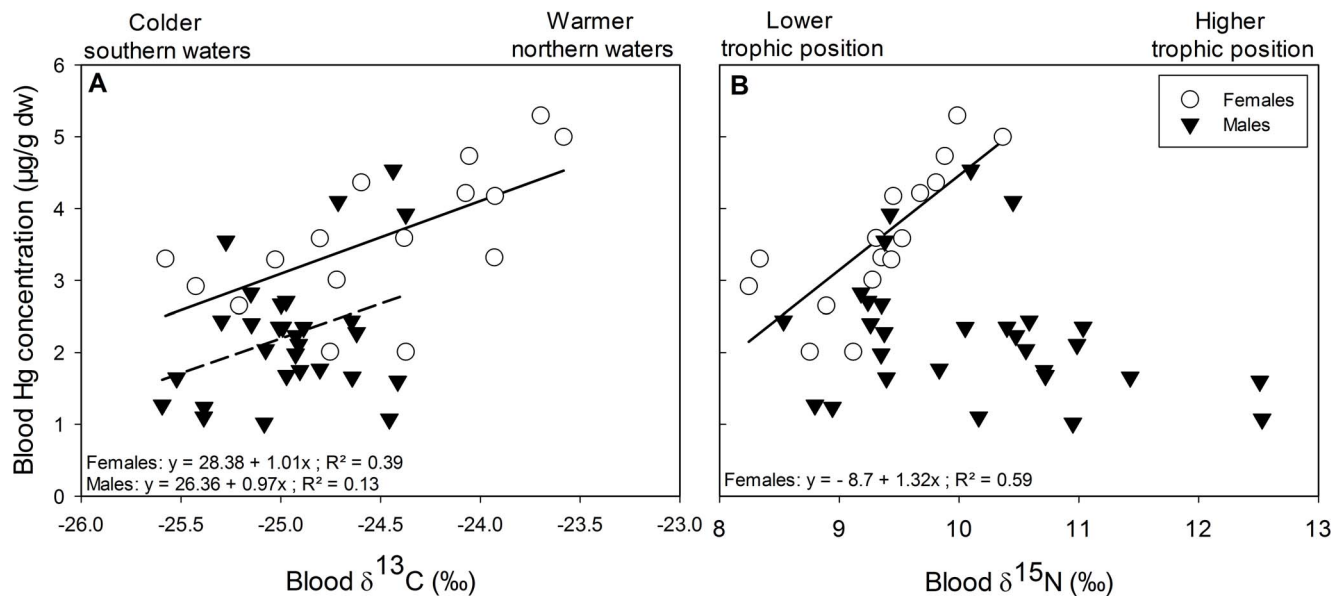 Colder
southern waters
Warmer
northern waters
Lower
trophic position
Higher
trophic position
Blood Hg concentration (µg/g dw)
6
5
4
3
2
1
0
A
Females: y = 28.38 + 1.01x ; R² = 0.39
Males: y = 26.36 + 0.97x ; R² = 0.13
-26.0 -25.5 -25.0 -24.5 -24.0 -23.5 -23.0
Blood δ¹³C (‰)
B
Females
Males
Females: y = - 8.7 + 1.32x ; R² = 0.59
8 9 10 11 12 13
Blood δ¹⁵N (‰)